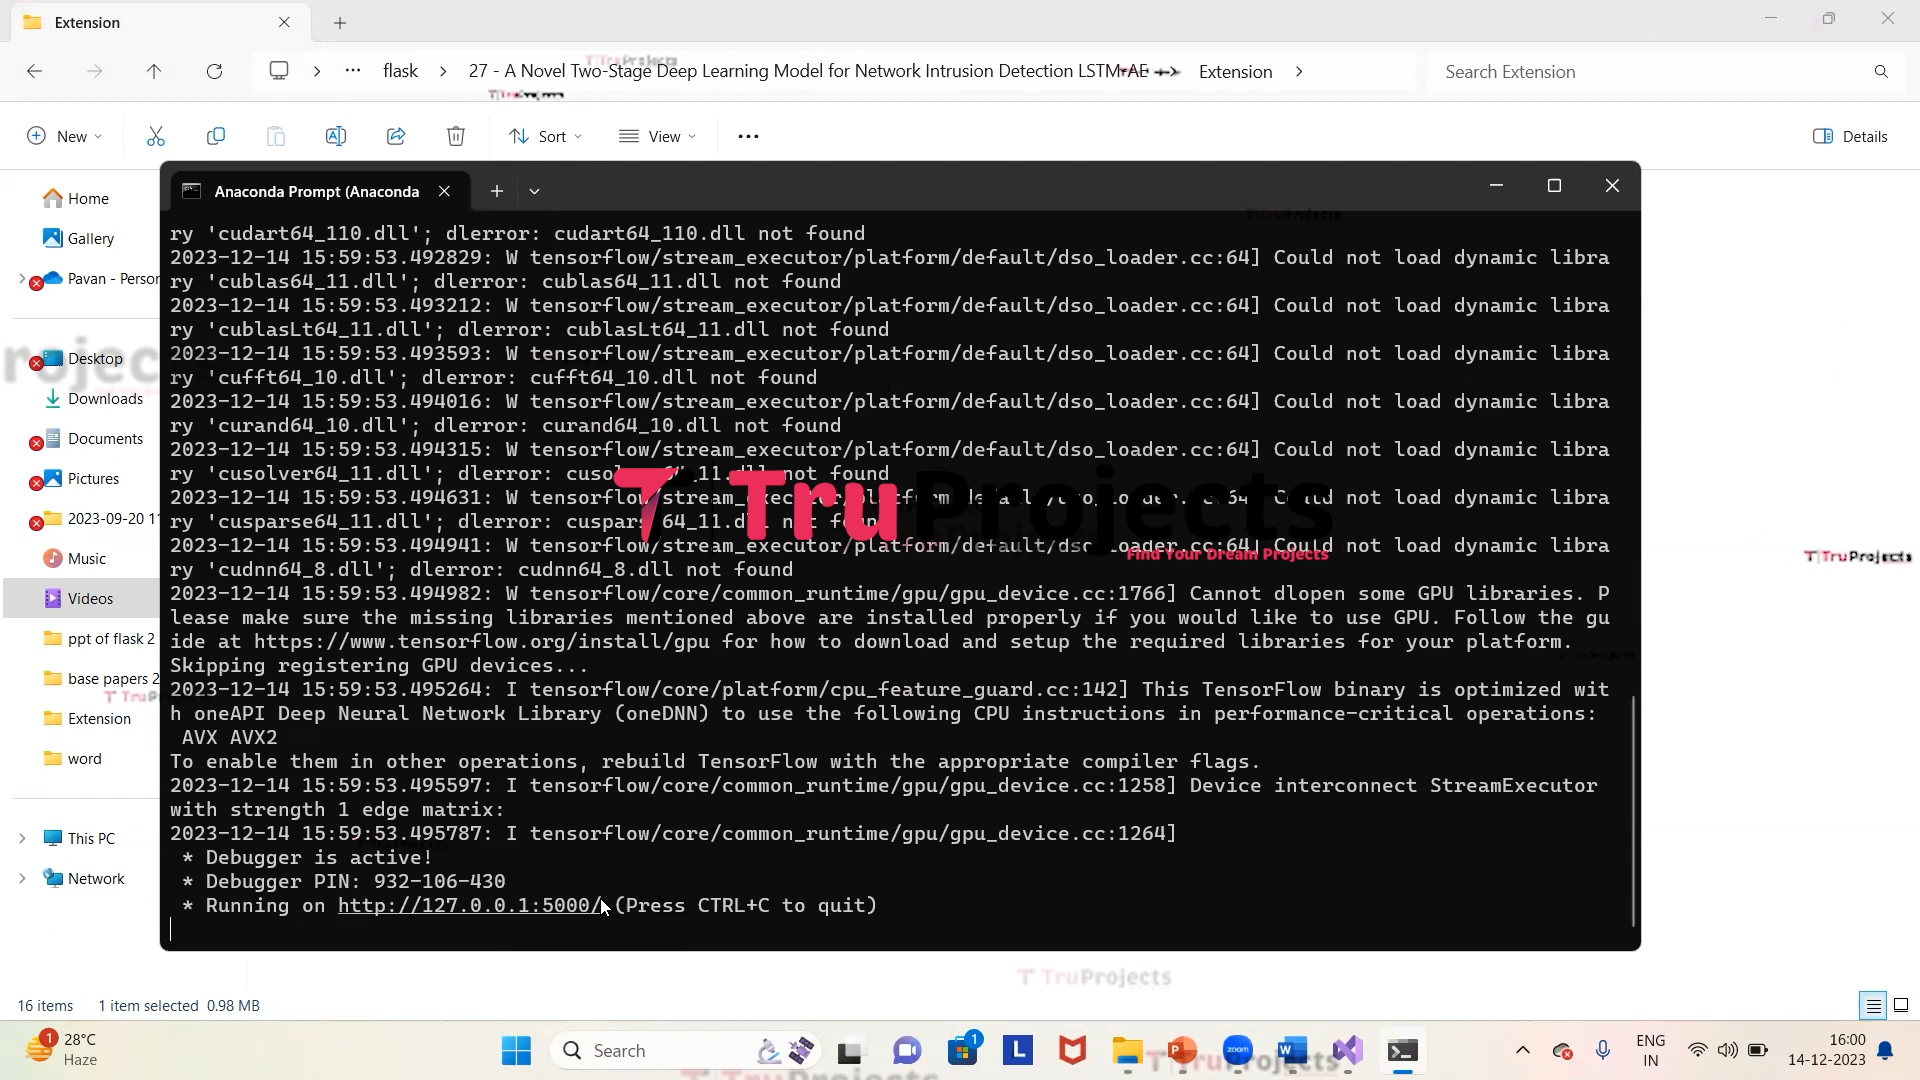 Extension
flask > 27 - A Novel Two-Stage Deep Learning Model for Network Intrusion Detection LSTM-AE > Extension >
Search Extension
New
Sort
View
Details
Home
Gallery
Pavan - Person
Desktop
Downloads
Documents
Pictures
2023-09-20 11
Music
Videos
ppt of flask 2
base papers 2
Extension
word
This PC
Network
Anaconda Prompt (Anaconda
ry 'cudart64_110.dll'; dlerror: cudart64_110.dll not found
2023-12-14 15:59:53.492829: W tensorflow/stream_executor/platform/default/dso_loader.cc:64] Could not load dynamic libra
ry 'cublas64_11.dll'; dlerror: cublas64_11.dll not found
2023-12-14 15:59:53.493212: W tensorflow/stream_executor/platform/default/dso_loader.cc:64] Could not load dynamic libra
ry 'cublasLt64_11.dll'; dlerror: cublasLt64_11.dll not found
2023-12-14 15:59:53.493593: W tensorflow/stream_executor/platform/default/dso_loader.cc:64] Could not load dynamic libra
ry 'cufft64_10.dll'; dlerror: cufft64_10.dll not found
2023-12-14 15:59:53.494016: W tensorflow/stream_executor/platform/default/dso_loader.cc:64] Could not load dynamic libra
ry 'curand64_10.dll'; dlerror: curand64_10.dll not found
2023-12-14 15:59:53.494315: W tensorflow/stream_executor/platform/default/dso_loader.cc:64] Could not load dynamic libra
ry 'cusolver64_11.dll'; dlerror: cusolver64_11.dll not found
2023-12-14 15:59:53.494631: W tensorflow/stream_executor/platform/default/dso_loader.cc:64] Could not load dynamic libra
ry 'cusparse64_11.dll'; dlerror: cusparse64_11.dll not found
2023-12-14 15:59:53.494941: W tensorflow/stream_executor/platform/default/dso_loader.cc:64] Could not load dynamic libra
ry 'cudnn64_8.dll'; dlerror: cudnn64_8.dll not found
2023-12-14 15:59:53.494982: W tensorflow/core/common_runtime/gpu/gpu_device.cc:1766] Cannot dlopen some GPU libraries. P
lease make sure the missing libraries mentioned above are installed properly if you would like to use GPU. Follow the gu
ide at https://www.tensorflow.org/install/gpu for how to download and setup the required libraries for your platform.
Skipping registering GPU devices...
2023-12-14 15:59:53.495264: I tensorflow/core/platform/cpu_feature_guard.cc:142] This TensorFlow binary is optimized wit
h oneAPI Deep Neural Network Library (oneDNN) to use the following CPU instructions in performance-critical operations:
AVX AVX2
To enable them in other operations, rebuild TensorFlow with the appropriate compiler flags.
2023-12-14 15:59:53.495597: I tensorflow/core/common_runtime/gpu/gpu_device.cc:1258] Device interconnect StreamExecutor
with strength 1 edge matrix:
2023-12-14 15:59:53.495787: I tensorflow/core/common_runtime/gpu/gpu_device.cc:1264]
* Debugger is active!
* Debugger PIN: 932-106-430
* Running on http://127.0.0.1:5000/ (Press CTRL+C to quit)
TruProjects
Find Your Dream Projects
TruProjects
TruProjects
16 items 1 item selected 0.98 MB
28°C
Haze
Search
ENG
IN
16:00
14-12-2023